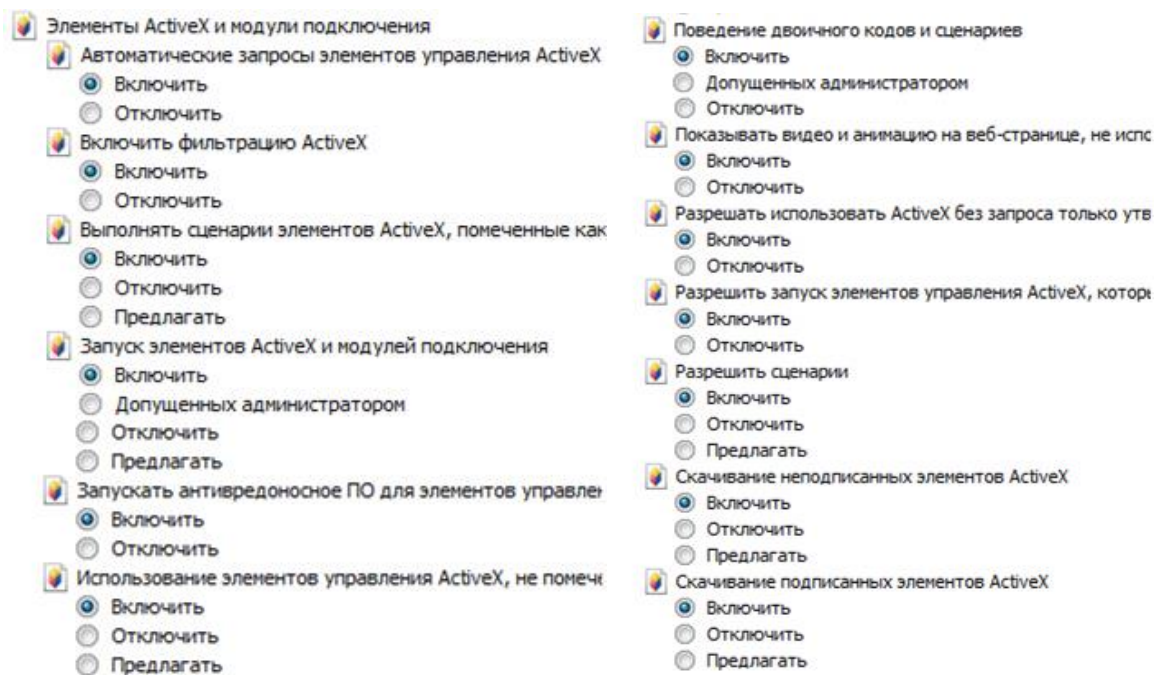 Элементы ActiveX и модули подключения
Автоматические запросы элементов управления ActiveX
Включить
Отключить
Включить фильтрацию ActiveX
Включить
Отключить
Выполнять сценарии элементов ActiveX, помеченные как
Включить
Отключить
Предлагать
Запуск элементов ActiveX и модулей подключения
Включить
Допущенных администратором
Отключить
Предлагать
Запускать антивредоносное ПО для элементов управлен
Включить
Отключить
Использование элементов управления ActiveX, не помече
Включить
Отключить
Предлагать
Поведение двоичного кодов и сценариев
Включить
Допущенных администратором
Отключить
Показывать видео и анимацию на веб-странице, не испо
Включить
Отключить
Разрешать использовать ActiveX без запроса только утв
Включить
Отключить
Разрешить запуск элементов управления ActiveX, которы
Включить
Отключить
Разрешить сценарии
Включить
Отключить
Предлагать
Скачивание неподписанных элементов ActiveX
Включить
Отключить
Предлагать
Скачивание подписанных элементов ActiveX
Включить
Отключить
Предлагать